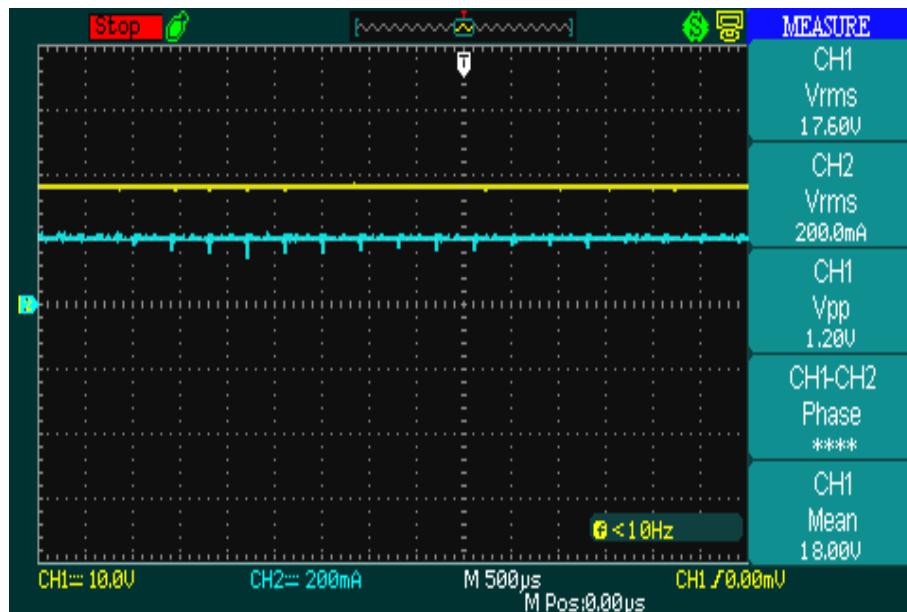 Stop
T
MEASURE
CH1
Vrms
17.60V
CH2
Vrms
200.0mA
CH1
Vpp
1.20V
CH1-CH2
Phase
****
CH1
Mean
18.00V
<10Hz
CH1 10.0V CH2 200mA M 500μs CH1 0.00mV
M Pos:0.00μs